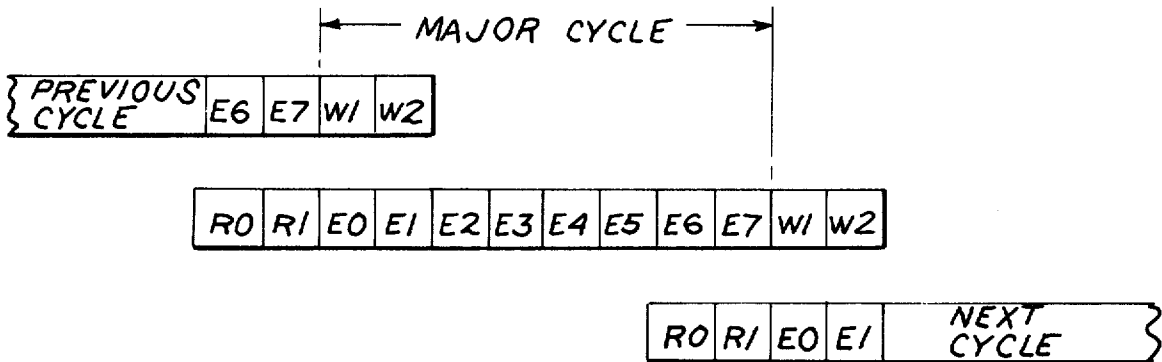 MAJOR CYCLE
PREVIOUS
CYCLE
E6 E7 W1 W2
R0 R1 E0 E1 E2 E3 E4 E5 E6 E7 W1 W2
R0 R1 E0 E1
NEXT
CYCLE